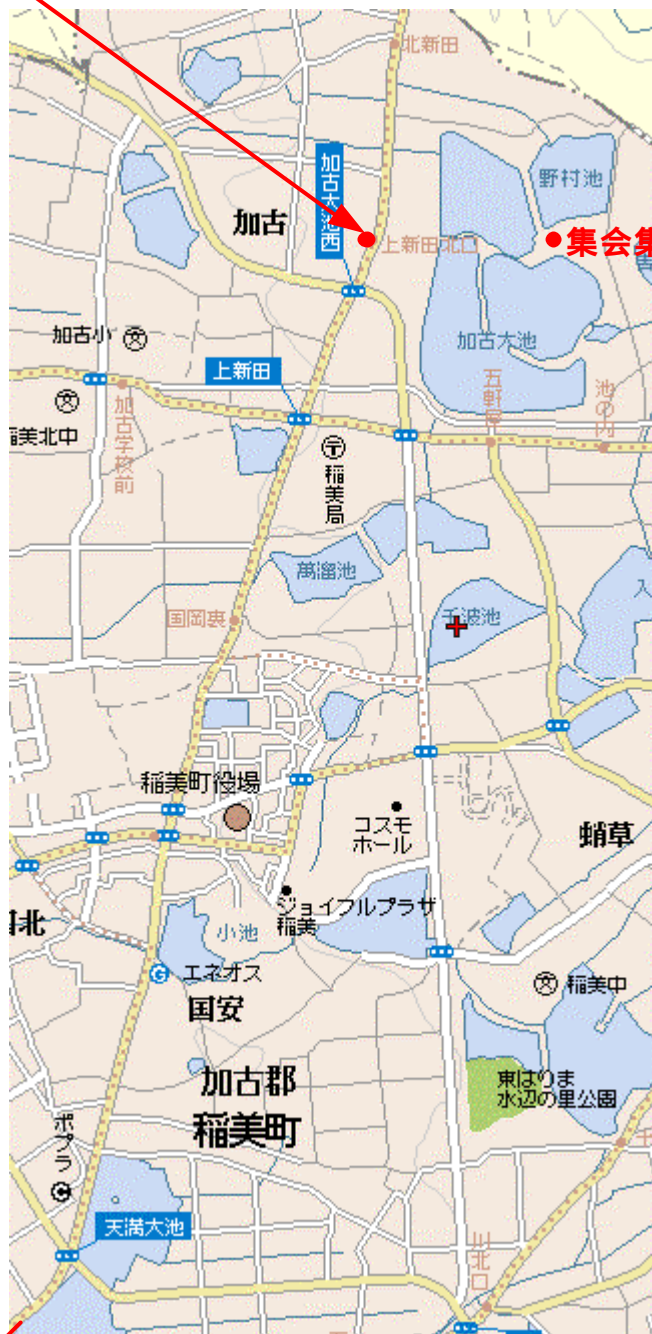 北新田
野村池
加古大池西
加古
上新田北口
集会集
加古大池
加古小
上新田
五軒屋
池の内
加古学校前
稲美北中
稲美局
萬溜池
入
千波池
国岡裏
稲美町役場
コスモ
ホール
蛸草
ジョイフルプラザ
稲美
北
小池
エネオス
稲美中
国安
加古郡
稲美町
東はりま
水辺の里公園
ポプラ
天満大池
川北口